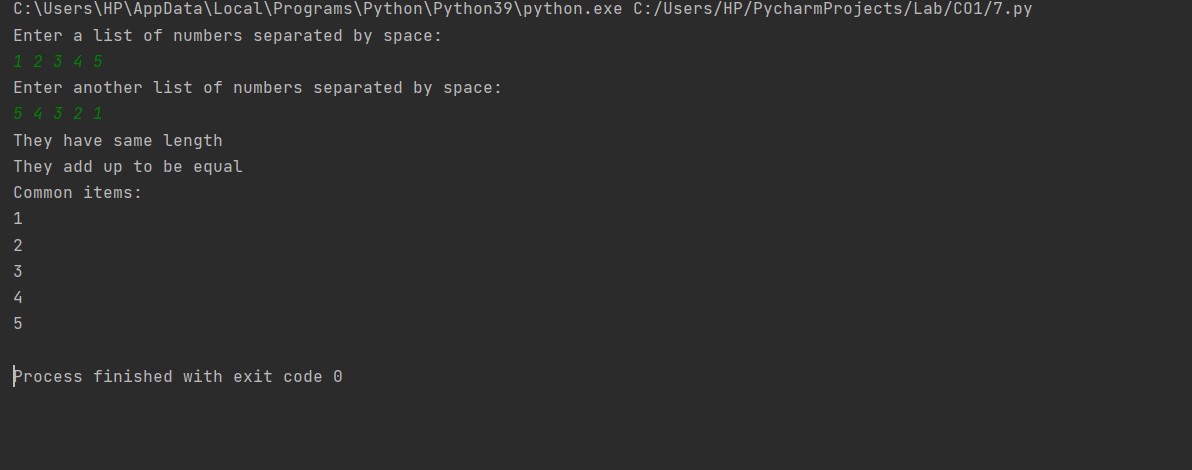 C:\Users\HP\AppData\Local\Programs\Python\Python39\python.exe C:/Users/HP/PycharmProjects/Lab/CO1/7.py
Enter a list of numbers separated by space:
1 2 3 4 5
Enter another list of numbers separated by space:
5 4 3 2 1
They have same length
They add up to be equal
Common items:
1
2
3
4
5
Process finished with exit code 0